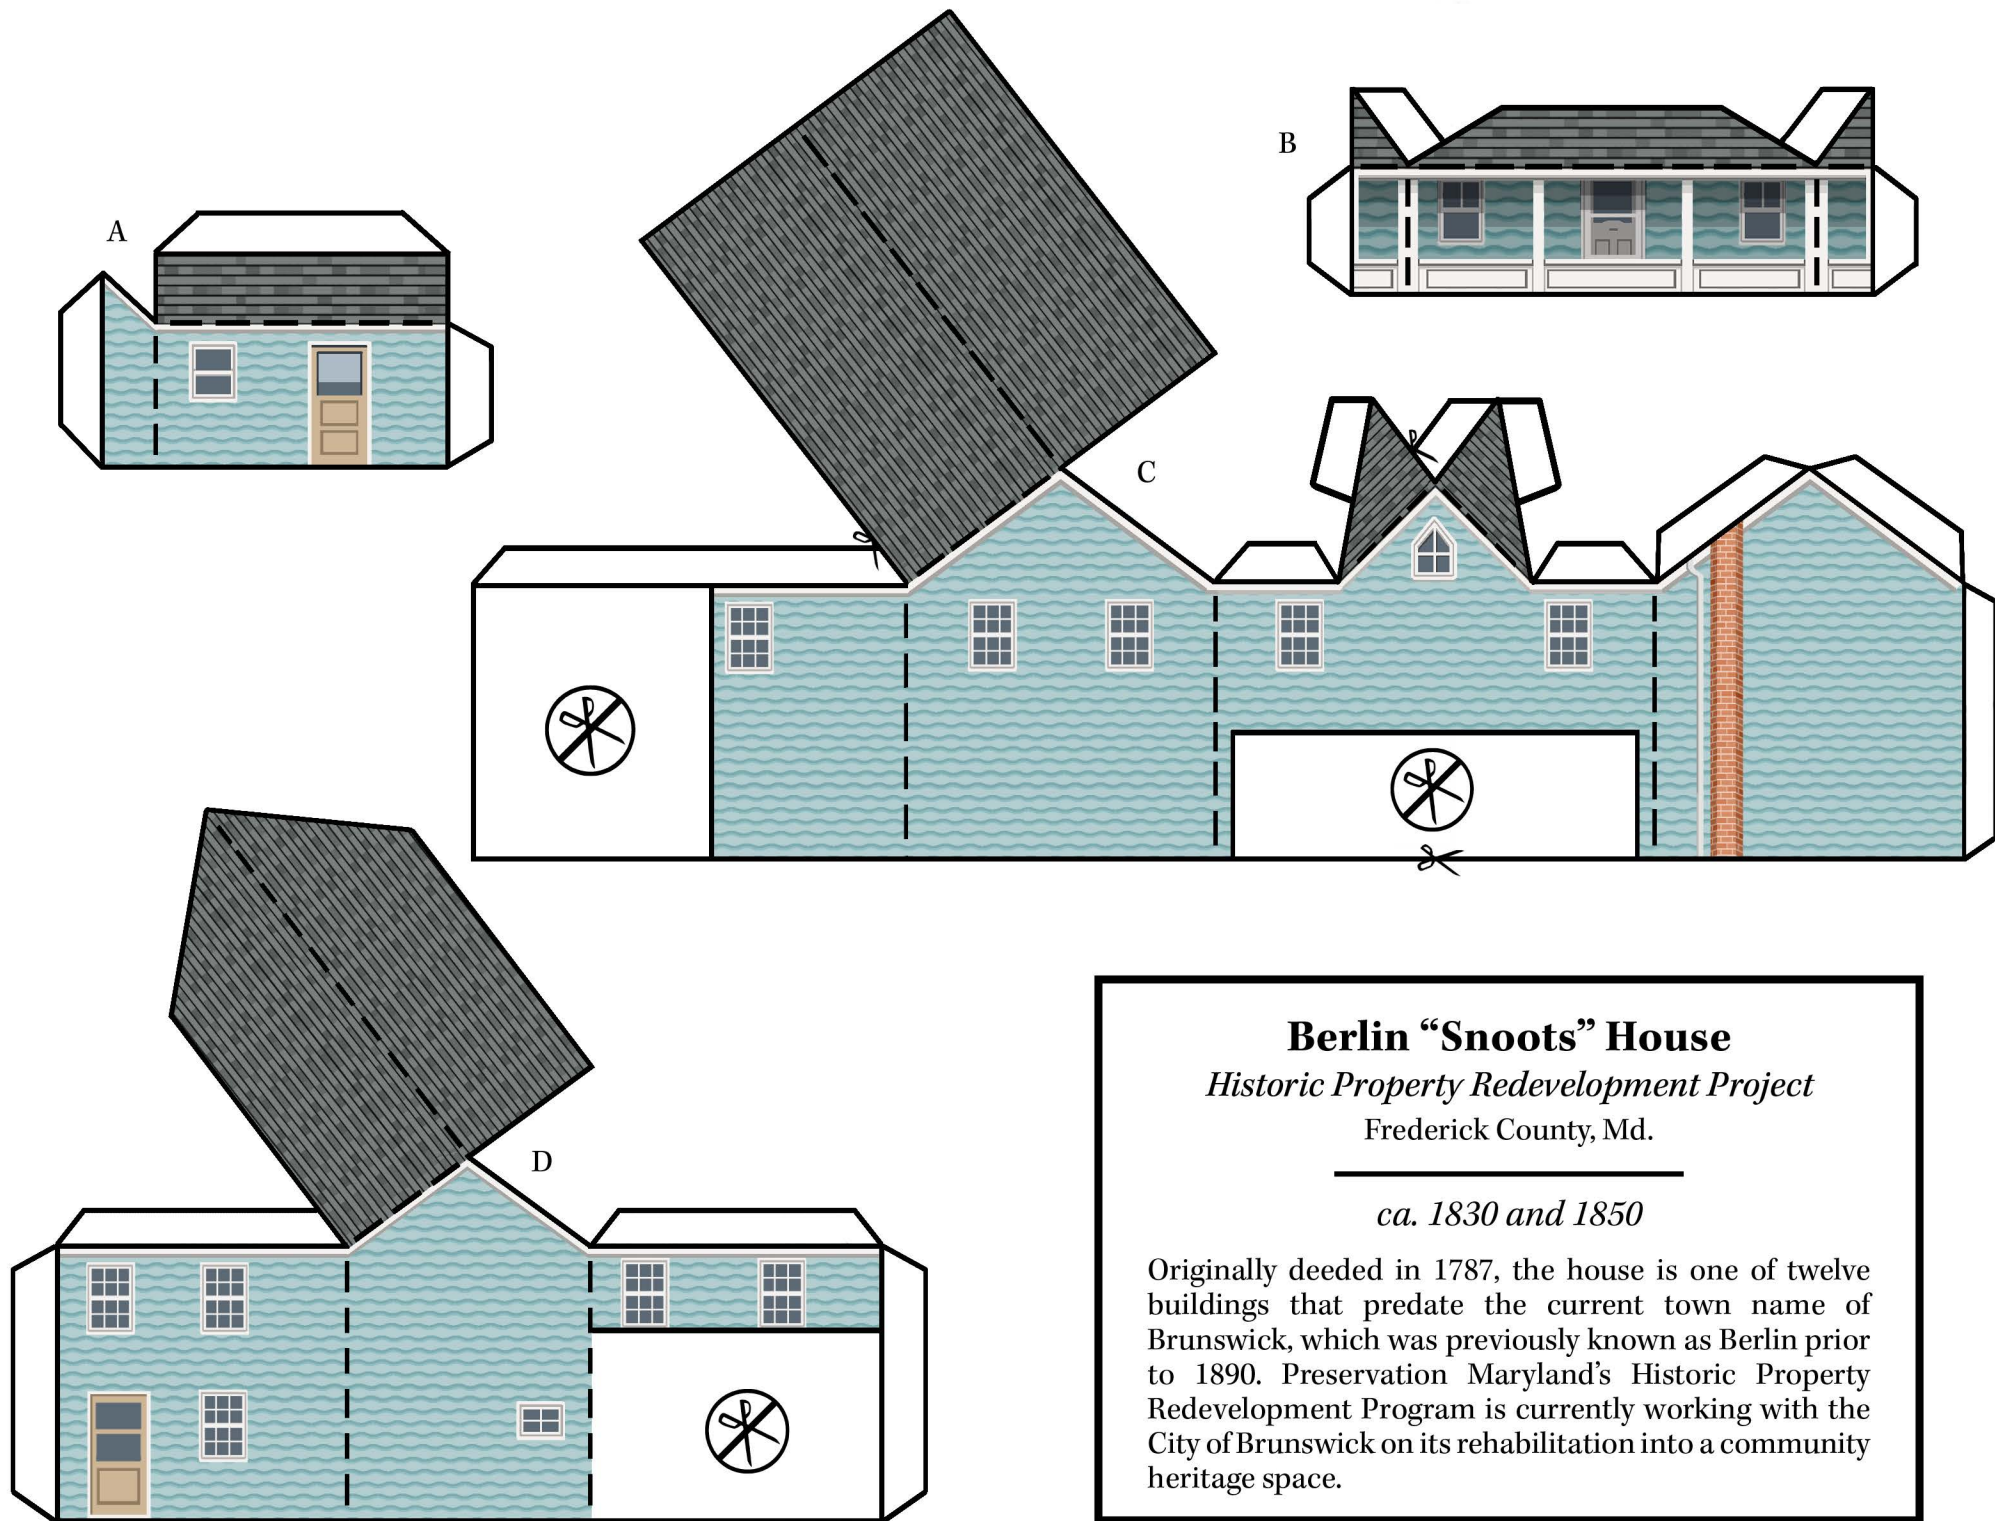 A
B
C
D
Berlin “Snoots” House
Historic Property Redevelopment Project
Frederick County, Md.
ca. 1830 and 1850
Originally deeded in 1787, the house is one of twelve
buildings that predate the current town name of
Brunswick, which was previously known as Berlin prior
to 1890. Preservation Maryland’s Historic Property
Redevelopment Program is currently working with the
City of Brunswick on its rehabilitation into a community
heritage space.